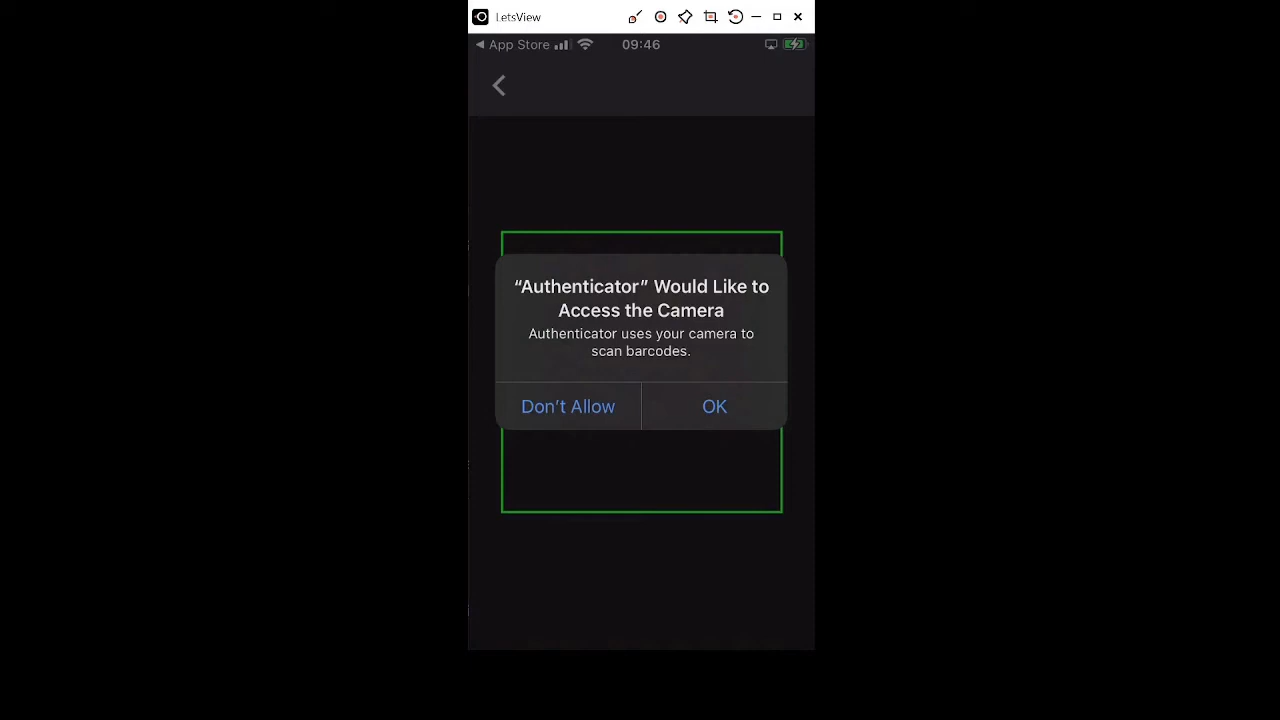 LetsView
App Store 09:46
“Authenticator” Would Like to
Access the Camera
Authenticator uses your camera to
scan barcodes.
Don’t Allow OK